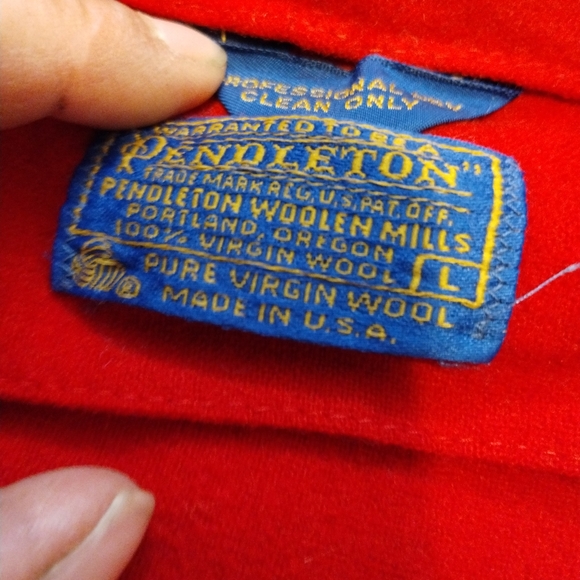 PROFESSIONAL DRY
CLEAN ONLY
WARRANTED TO BE A
"PENDLETON"
TRADE MARK REG. U.S. PAT. OFF.
PENDLETON WOOLEN MILLS
PORTLAND, OREGON
100% VIRGIN WOOL L
PURE VIRGIN WOOL
MADE IN U.S.A.